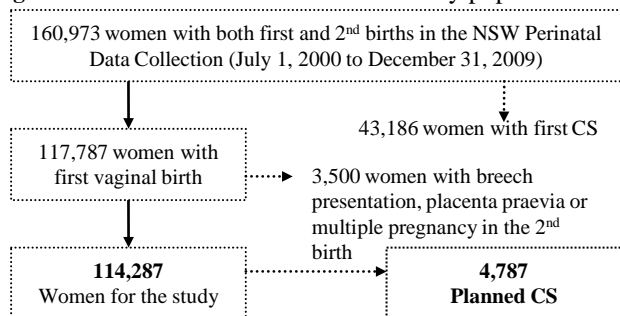 160,973 women with both first and 2nd births in the NSW Perinatal
Data Collection (July 1, 2000 to December 31, 2009)
43,186 women with first CS
117,787 women with
first vaginal birth
3,500 women with breech
presentation, placenta praevia or
multiple pregnancy in the 2nd
birth
114,287
Women for the study
4,787
Planned CS